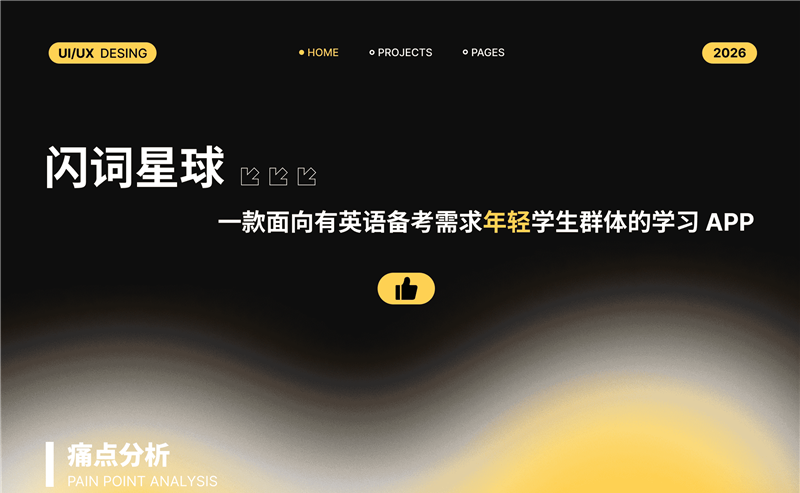 UI/UX DESING
HOME
PROJECTS
PAGES
2026
闪词星球
一款面向有英语备考需求年轻学生群体的学习 APP
痛点分析
PAIN POINT ANALYSIS